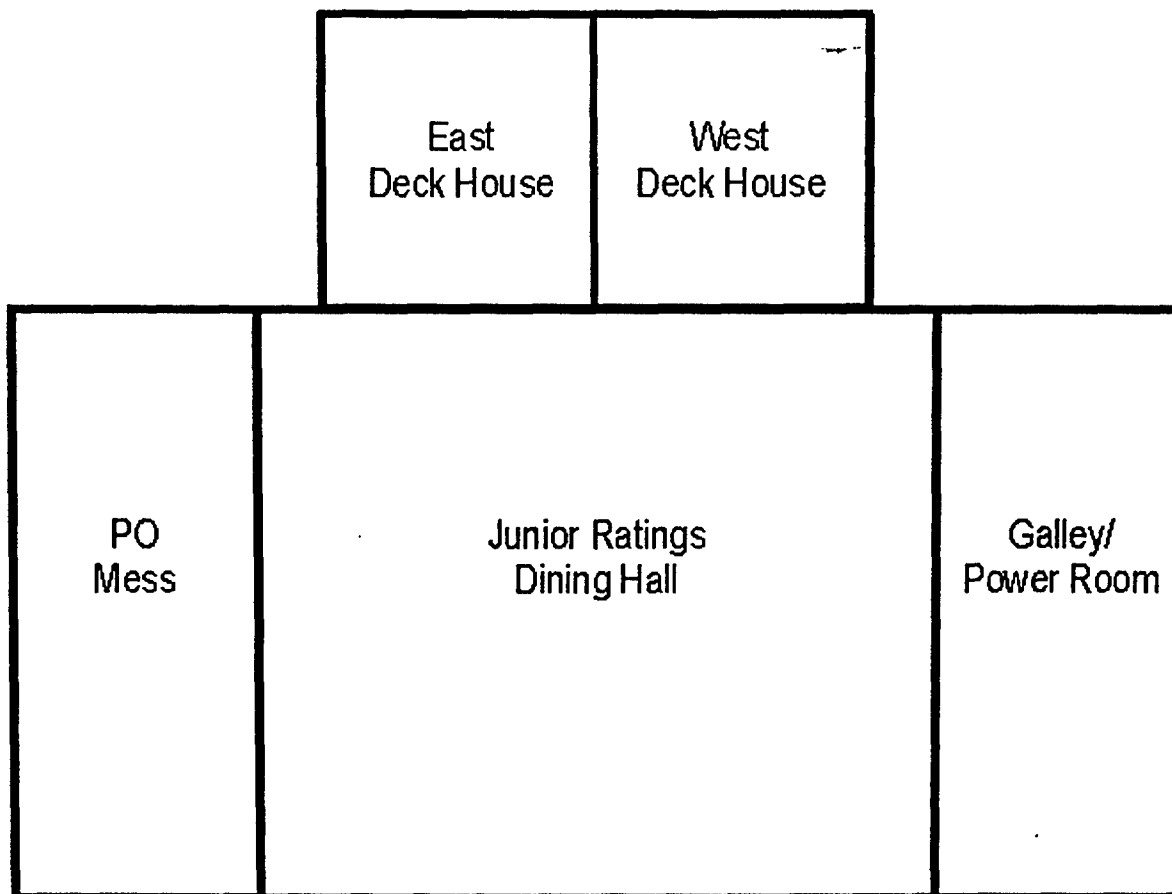 East
Deck House
West
Deck House
PO
Mess
Junior Ratings
Dining Hall
Galley/
Power Room